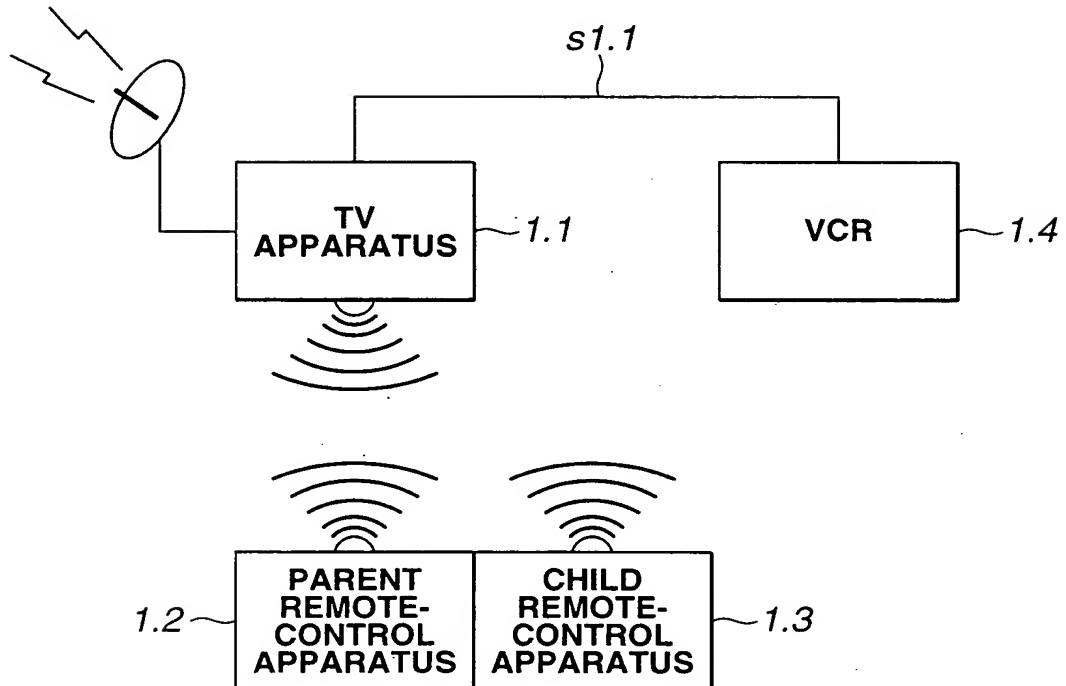 s1.1
TV
APPARATUS
1.1
VCR
1.4
PARENT
REMOTE-
CONTROL
APPARATUS
1.2
CHILD
REMOTE-
CONTROL
APPARATUS
1.3